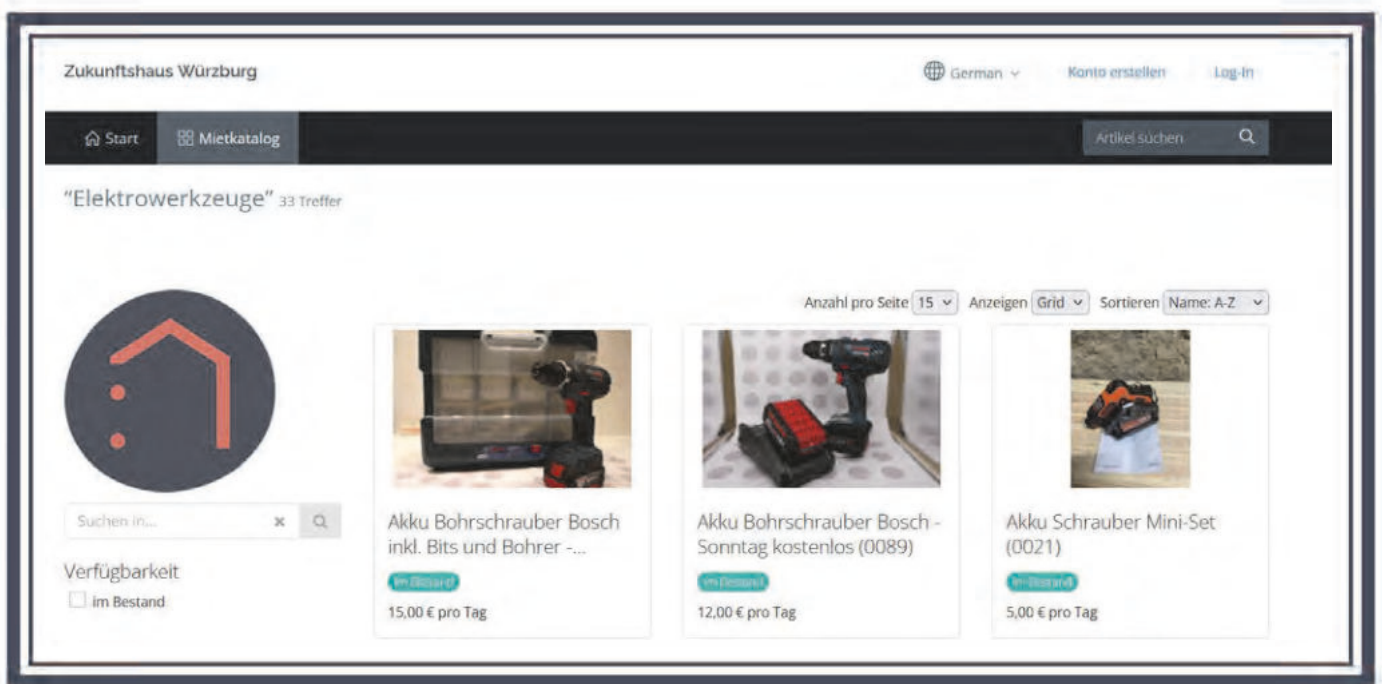 Zukunftshaus Würzburg
German
Konto erstellen
Log-In
Start
Mietkatalog
Artikel suchen
"Elektrowerkzeuge" 33 Treffer
Anzahl pro Seite 15
Anzeigen Grid
Sortieren Name: A-Z
Suchen in...
Verfügbarkeit
im Bestand
Akku Bohrschrauber Bosch
inkl. Bits und Bohrer -...
im Bestand
15,00 € pro Tag
Akku Bohrschrauber Bosch -
Sonntag kostenlos (0089)
im Bestand
12,00 € pro Tag
Akku Schrauber Mini-Set
(0021)
im Bestand
5,00 € pro Tag